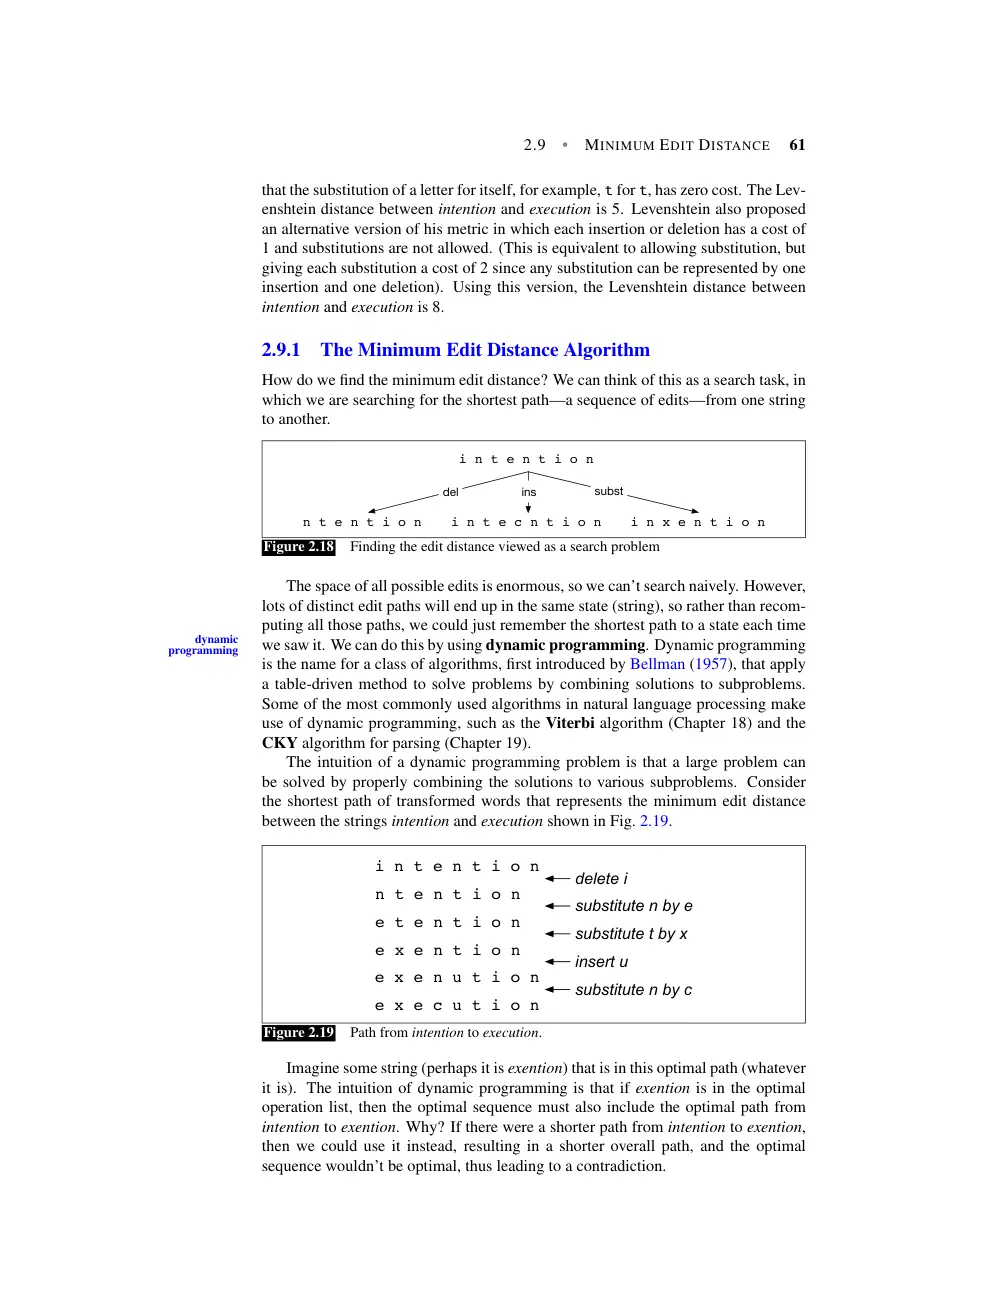 2.9 • MINIMUM EDIT DISTANCE 61
that the substitution of a letter for itself, for example, t for t, has zero cost. The Lev-
enshtein distance between intention and execution is 5. Levenshtein also proposed
an alternative version of his metric in which each insertion or deletion has a cost of
1 and substitutions are not allowed. (This is equivalent to allowing substitution, but
giving each substitution a cost of 2 since any substitution can be represented by one
insertion and one deletion). Using this version, the Levenshtein distance between
intention and execution is 8.
2.9.1 The Minimum Edit Distance Algorithm
How do we find the minimum edit distance? We can think of this as a search task, in
which we are searching for the shortest path—a sequence of edits—from one string
to another.
i n t e n t i o n
del ins subst
n t e n t i o n i n t e c n t i o n i n x e n t i o n
Figure 2.18 Finding the edit distance viewed as a search problem
The space of all possible edits is enormous, so we can't search naively. However,
lots of distinct edit paths will end up in the same state (string), so rather than recom-
puting all those paths, we could just remember the shortest path to a state each time
dynamic
programming
we saw it. We can do this by using dynamic programming. Dynamic programming
is the name for a class of algorithms, first introduced by Bellman (1957), that apply
a table-driven method to solve problems by combining solutions to subproblems.
Some of the most commonly used algorithms in natural language processing make
use of dynamic programming, such as the Viterbi algorithm (Chapter 18) and the
CKY algorithm for parsing (Chapter 19).
The intuition of a dynamic programming problem is that a large problem can
be solved by properly combining the solutions to various subproblems. Consider
the shortest path of transformed words that represents the minimum edit distance
between the strings intention and execution shown in Fig. 2.19.
i n t e n t i o n
delete i
n t e n t i o n
substitute n by e
e t e n t i o n
substitute t by x
e x e n t i o n
insert u
e x e n u t i o n
substitute n by c
e x e c u t i o n
Figure 2.19 Path from intention to execution.
Imagine some string (perhaps it is exention) that is in this optimal path (whatever
it is). The intuition of dynamic programming is that if exention is in the optimal
operation list, then the optimal sequence must also include the optimal path from
intention to exention. Why? If there were a shorter path from intention to exention,
then we could use it instead, resulting in a shorter overall path, and the optimal
sequence wouldn't be optimal, thus leading to a contradiction.